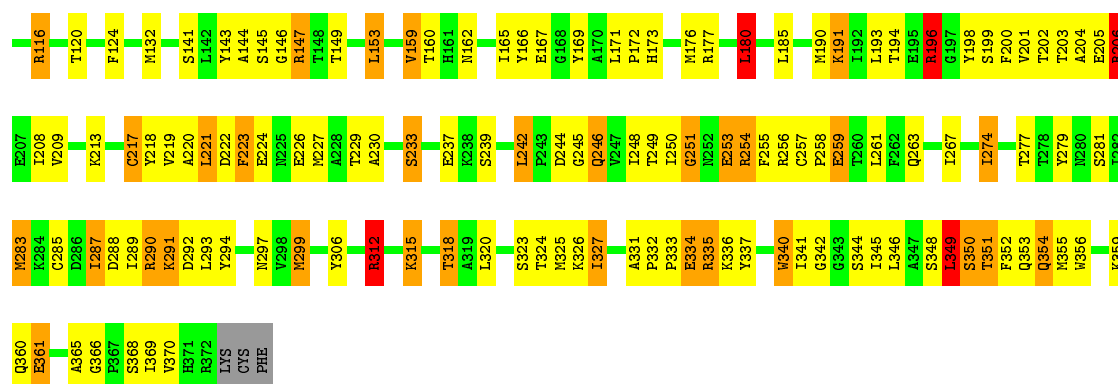 R116 T120 F124 M132 S141 L142 Y143 A144 S145 G146 R147 T148 T149 L153 V159 T160 H161 N162 I165 Y166 E167 G168 Y169 A170 L171 P172 H173 M176 R177 L180 L185 M190 K191 I192 L193 T194 E195 R196 G197 Y198 S199 F200 V201 T202 T203 A204 E205 R206
E207 I208 V209 K213 C217 Y218 V219 A220 L221 D222 F223 E224 N225 E226 M227 A228 T229 A230 S233 E237 K238 S239 L242 P243 D244 G245 Q246 V247 I248 T249 I250 G251 N252 E253 R254 F255 R256 C257 P258 E259 T260 L261 F262 Q263 I267 I274 T277 T278 Y279 N280 S281 I282
M283 K284 C285 D286 I287 D288 I289 R290 K291 D292 L293 Y294 N297 V298 M299 Y306 R312 K315 T318 A319 L320 S323 T324 M325 K326 I327 A331 P332 P333 E334 R335 K336 Y337 W340 I341 G342 G343 S344 I345 L346 A347 S348 L349 S350 T351 F352 Q353 Q354 M355 W356 K359
Q360 E361 A365 G366 P367 S368 I369 V370 H371 R372 LYS CYS PHE